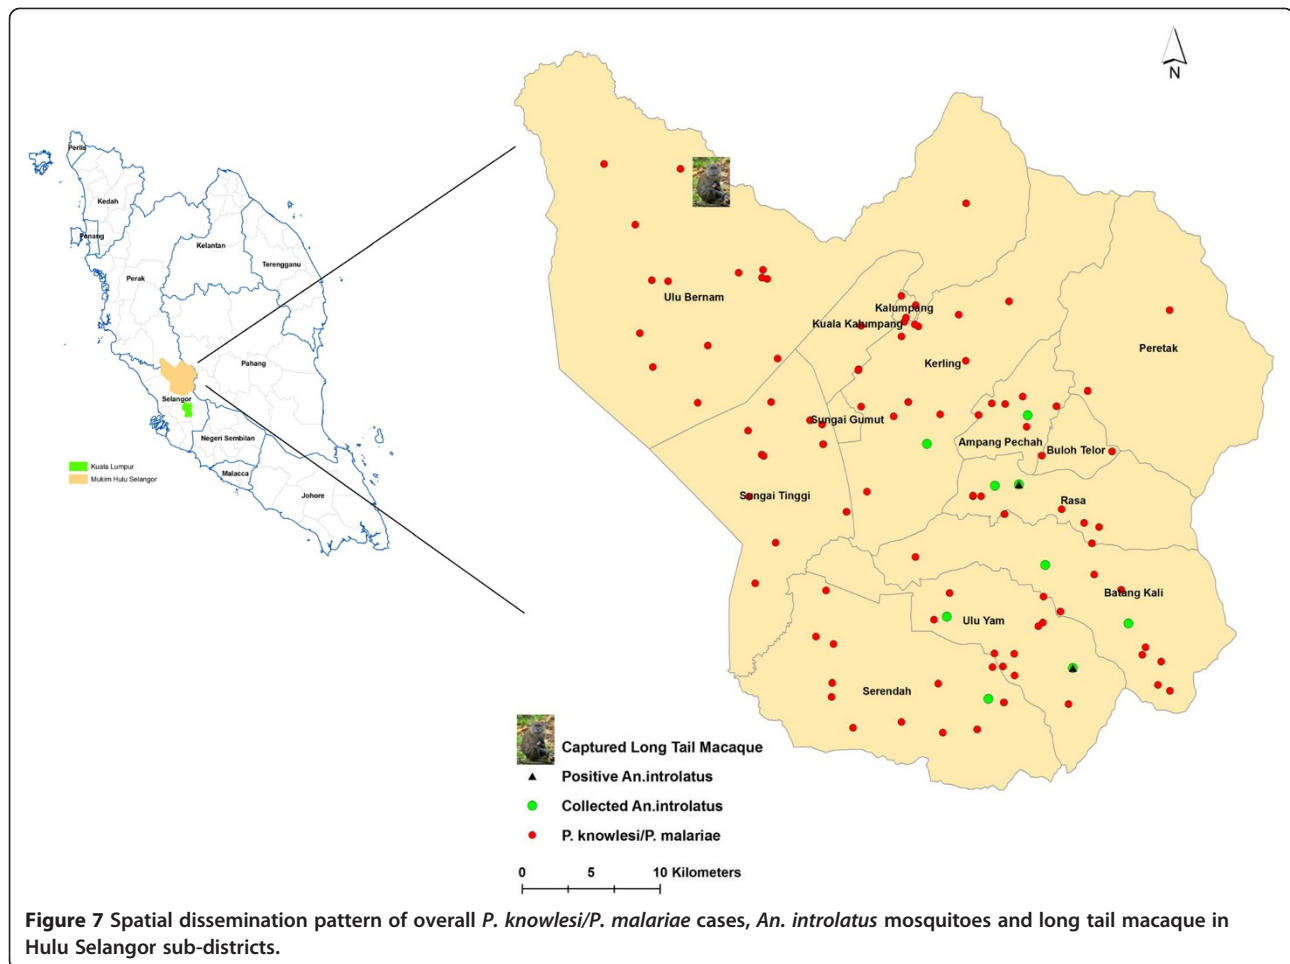 N
Perlis
Kedah
Penang
Kelantan
Terengganu
Perak
Pahang
Selangor
Negeri Sembilan
Malacca
Johore
Kuala Lumpur
Mukim Hulu Selangor
Ulu Bernam
Kalumpang
Kuala Kalumpang
Peretak
Kerling
Sungai Gumut
Ampang Pechah
Buloh Telor
Sungai Tinggi
Rasa
Batang Kali
Ulu Yam
Serendah
Captured Long Tail Macaque
Positive An.introlatus
Collected An.introlatus
P. knowlesi/P. malariae
0 5 10 Kilometers
Figure 7 Spatial dissemination pattern of overall P. knowlesi/P. malariae cases, An. introlatus mosquitoes and long tail macaque in
Hulu Selangor sub-districts.